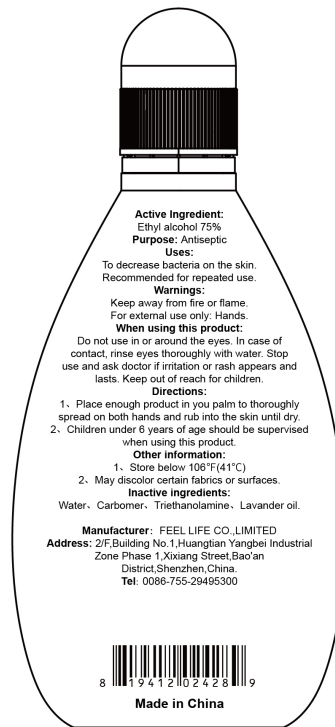 Active Ingredient:
Ethyl alcohol 75%
Purpose: Antiseptic
Uses:
To decrease bacteria on the skin.
Recommended for repeated use.
Warnings:
Keep away from fire or flame.
For external use only: Hands.
When using this product:
Do not use in or around the eyes. In case of
contact, rinse eyes thoroughly with water. Stop
use and ask doctor if irritation or rash appears and
lasts. Keep out of reach for children.
Directions:
1、Place enough product in you palm to thoroughly
spread on both hands and rub into the skin until dry.
2、Children under 6 years of age should be supervised
when using this product.
Other information:
1、Store below 106°F(41℃)
2、May discolor certain fabrics or surfaces.
Inactive ingredients:
Water、Carbomer、Triethanolamine、Lavander oil.
Manufacturer： FEEL LIFE CO.,LIMITED
Address: 2/F,Building No.1,Huangtian Yangbei Industrial
Zone Phase 1,Xixiang Street,Bao'an
District,Shenzhen,China.
Tel: 0086-755-29495300
8 19412 02428 9
Made in China